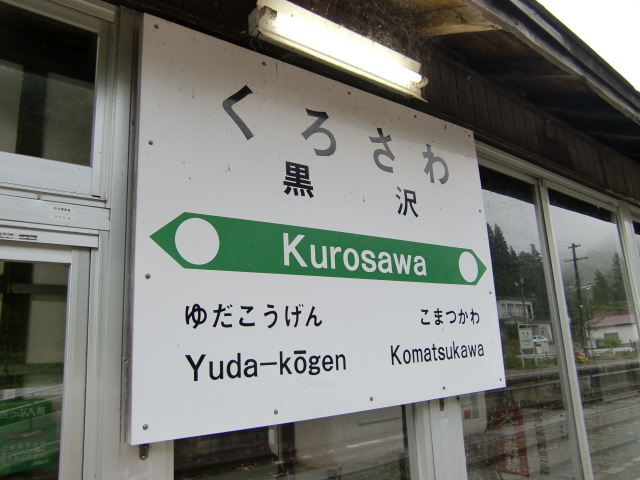 くろさわ
黒沢
Kurosawa
ゆだこうげん こまつかわ
Yuda-kōgen Komatsukawa